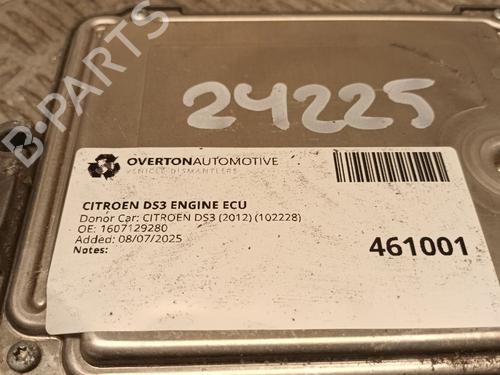 B-PARTS
24225
OVERTONAUTOMOTIVE
VEHICLE DISMANTLERS
CITROEN DS3 ENGINE ECU
Donor Car: CITROEN DS3 (2012) (102228)
OE: 1607129280
Added: 08/07/2025
Notes:
461001